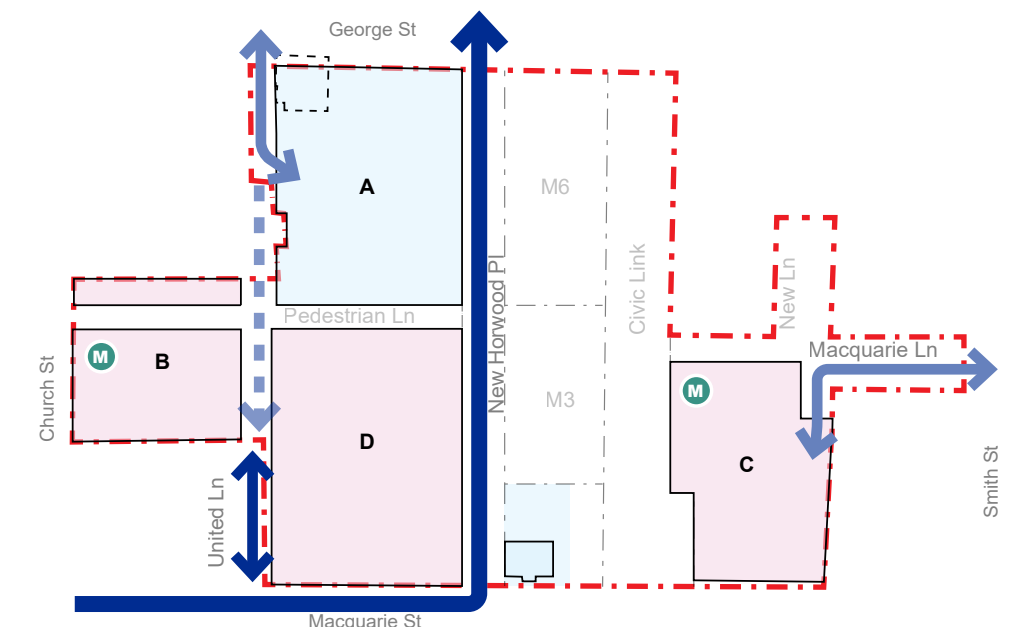 George St
A
M6
New Horwood Pl
Civic Link
New Ln
Pedestrian Ln
Macquarie Ln
M
B
Church St
M3
M
D
C
United Ln
Smith St
Macquarie St